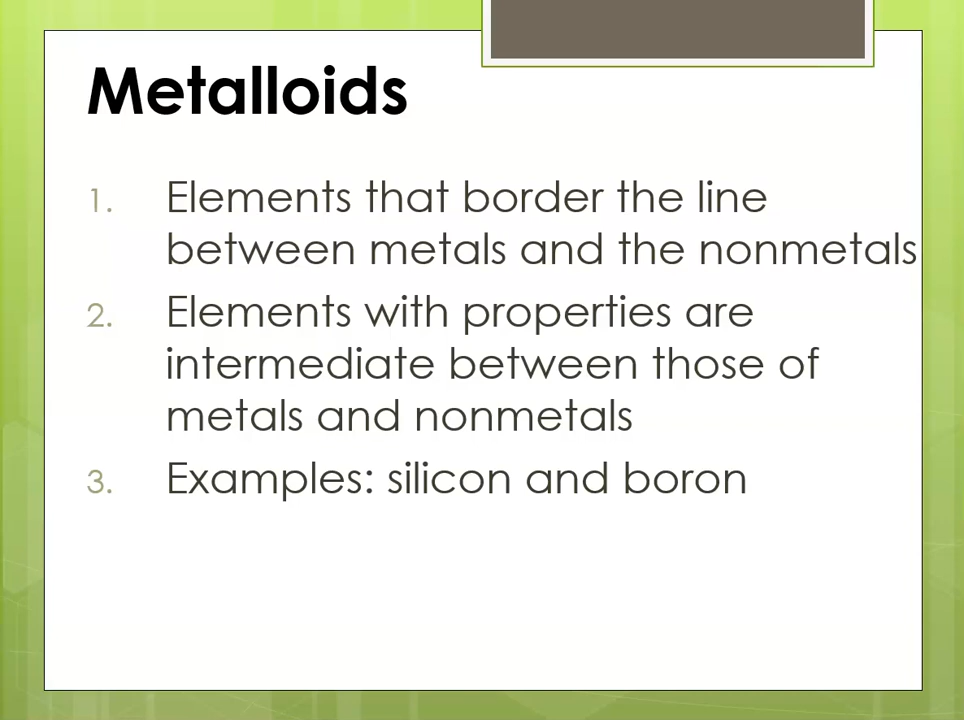 Metalloids
1. Elements that border the line
between metals and the nonmetals
2. Elements with properties are
intermediate between those of
metals and nonmetals
3. Examples: silicon and boron